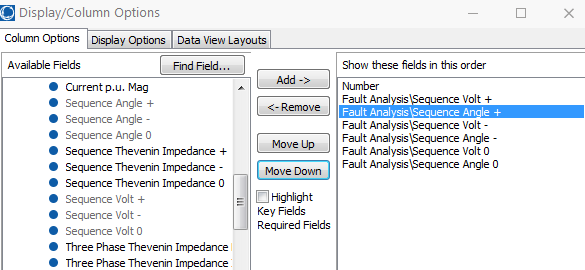 Display/Column Options
Column Options
Display Options
Data View Layouts
Available Fields
Find Field...
Current p.u. Mag
Sequence Angle +
Sequence Angle -
Sequence Angle 0
Sequence Thevenin Impedance +
Sequence Thevenin Impedance -
Sequence Thevenin Impedance 0
Sequence Volt +
Sequence Volt -
Sequence Volt 0
Three Phase Thevenin Impedance
Three Phase Thevenin Impedance
Add ->
<- Remove
Move Up
Move Down
Highlight
Key Fields
Required Fields
Show these fields in this order
Number
Fault Analysis\Sequence Volt +
Fault Analysis\Sequence Angle +
Fault Analysis\Sequence Volt -
Fault Analysis\Sequence Angle -
Fault Analysis\Sequence Volt 0
Fault Analysis\Sequence Angle 0